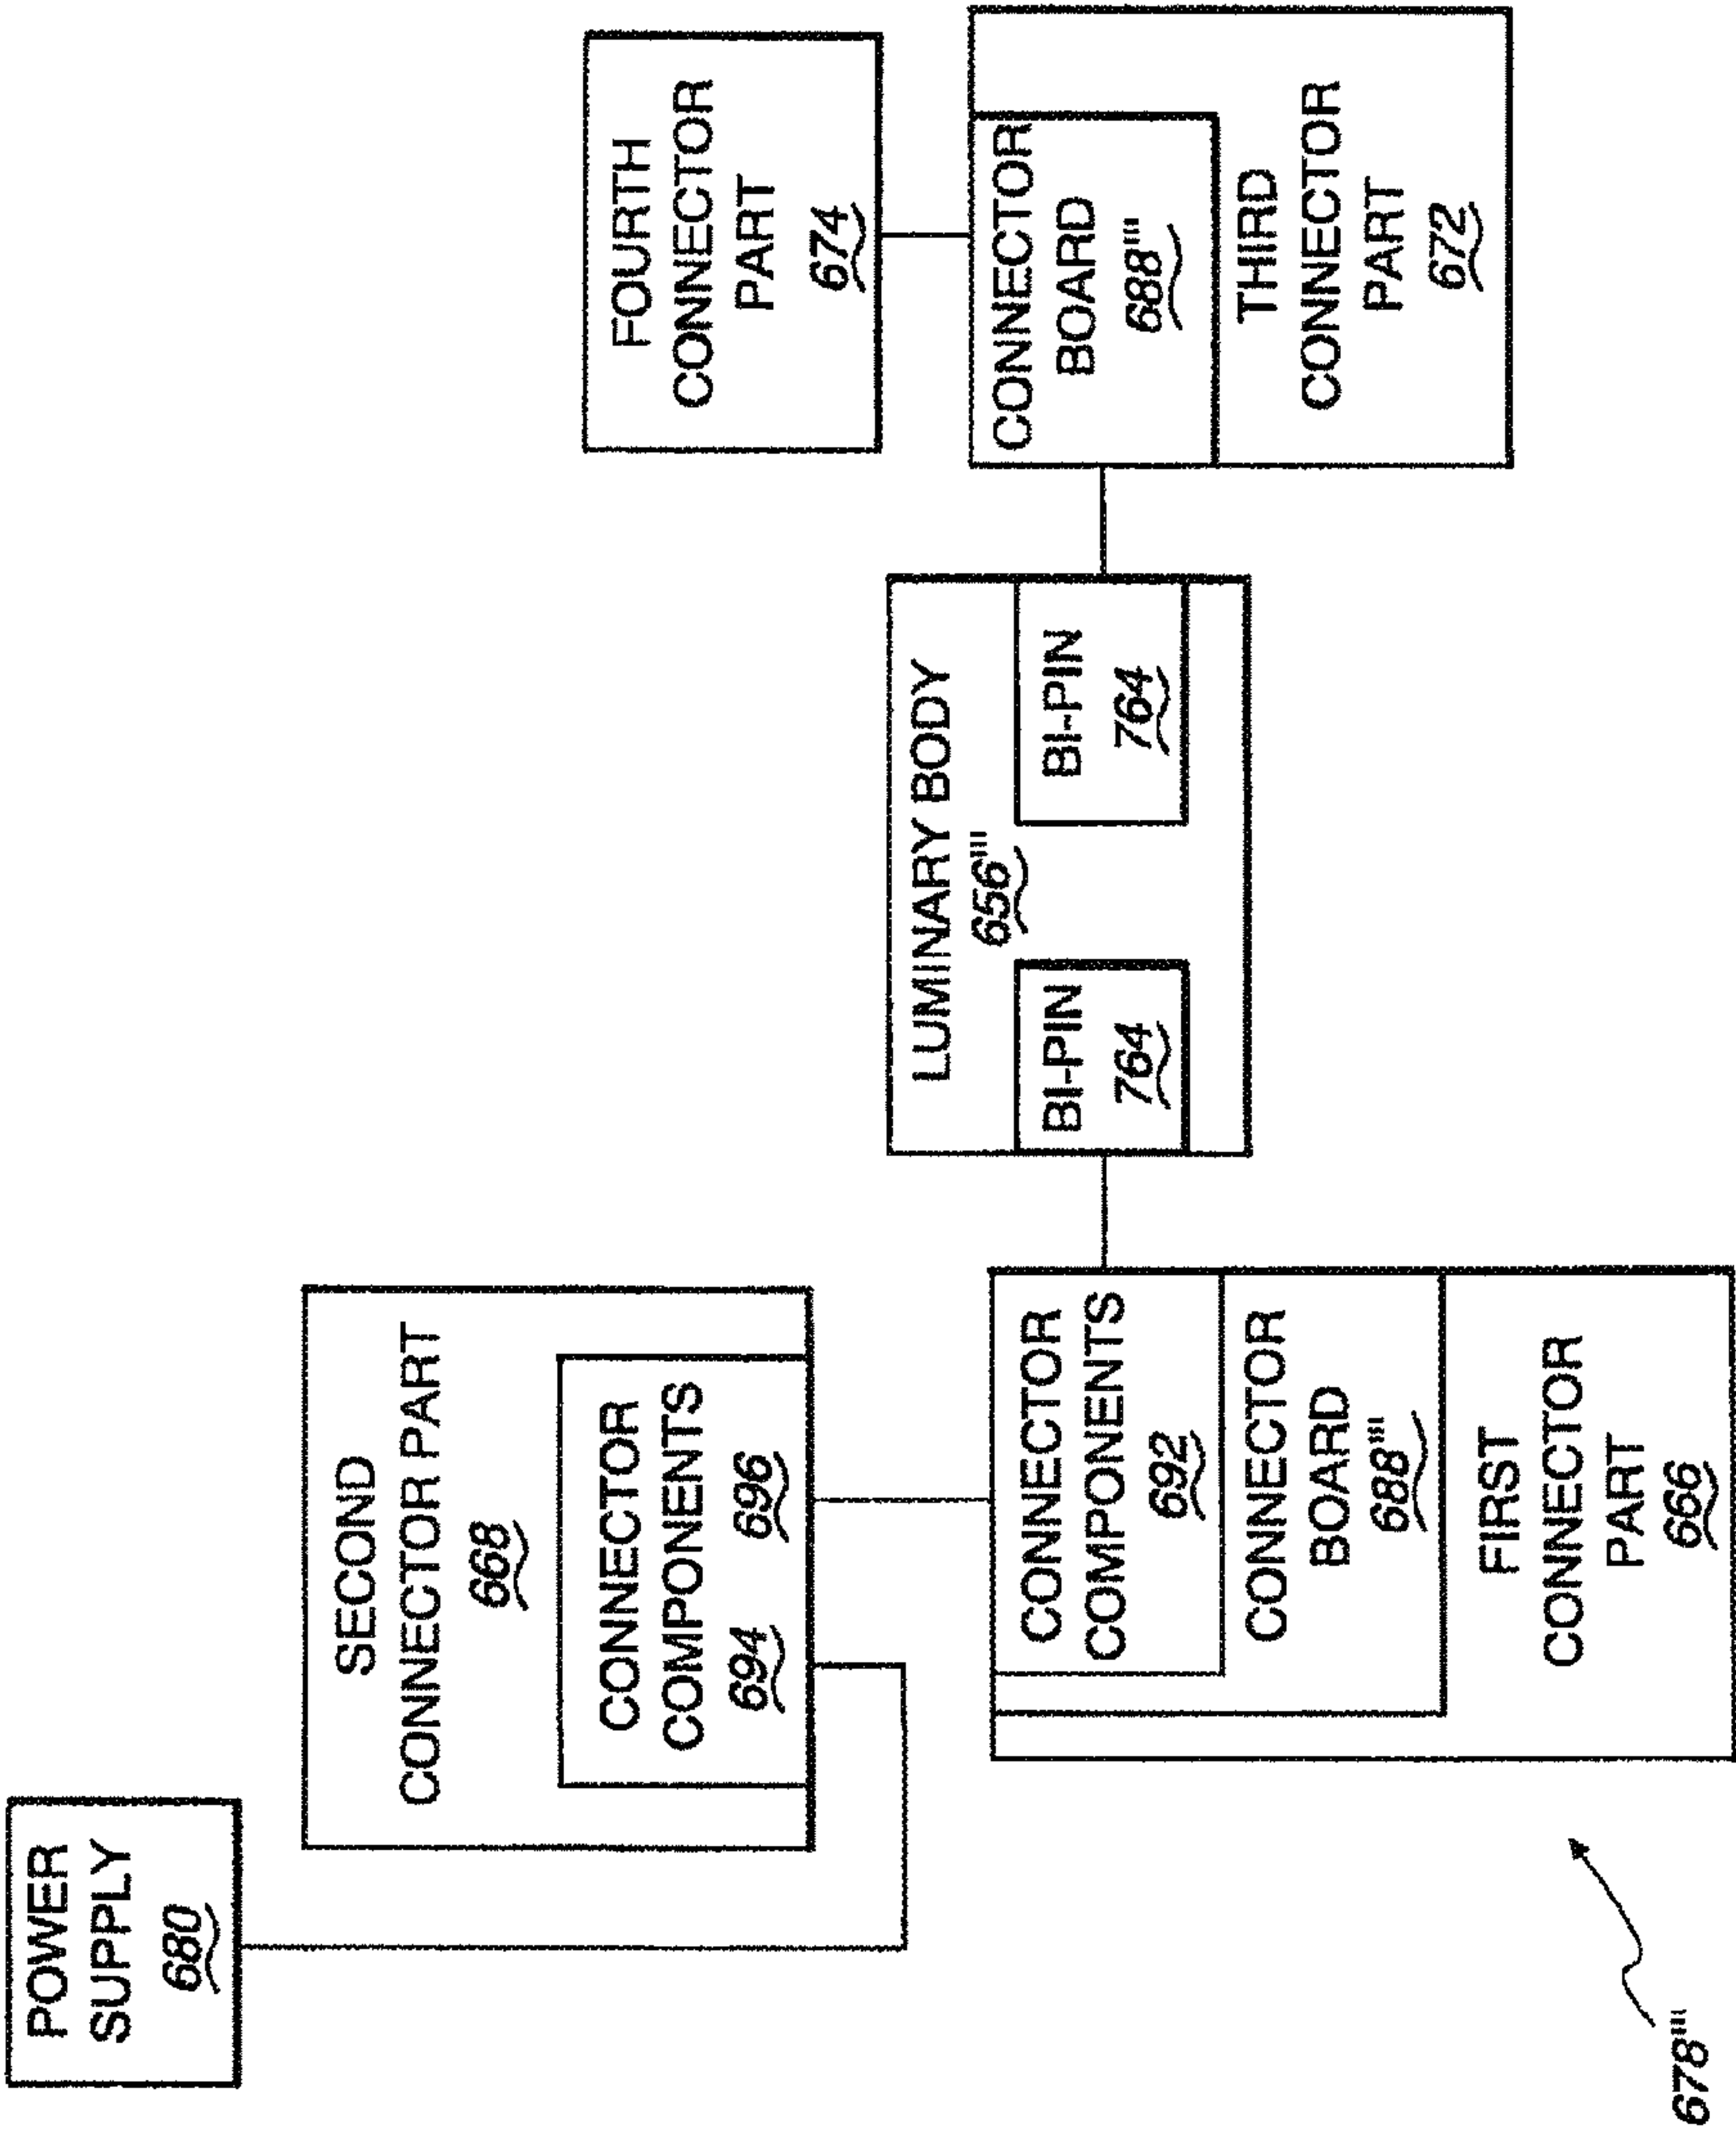 POWER
SUPPLY
680
SECOND
CONNECTOR PART
668
CONNECTOR
COMPONENTS
694 696
CONNECTOR
COMPONENTS
692
CONNECTOR
BOARD
688''''
FIRST
CONNECTOR
PART
666
LUMINARY BODY
656''''
BI-PIN
764
BI-PIN
764
FOURTH
CONNECTOR
PART
674
CONNECTOR
BOARD
688''''
THIRD
CONNECTOR
PART
672
678''''